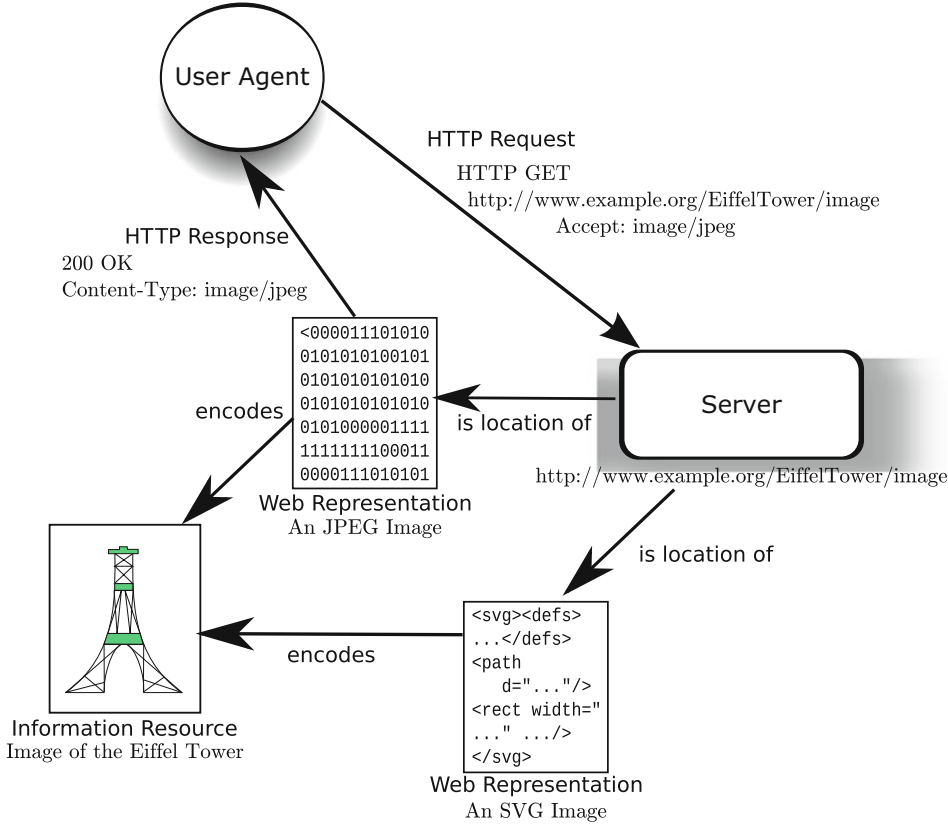 User Agent
HTTP Request
HTTP GET
http://www.example.org/EiffelTower/image
Accept: image/jpeg
HTTP Response
200 OK
Content-Type: image/jpeg
<000011101010
0101010100101
0101010101010
0101010101010
0101000001111
1111111100011
0000111010101
Web Representation
An JPEG Image
encodes
is location of
Server
http://www.example.org/EiffelTower/image
is location of
<svg><defs>
...</defs>
<path
d="..."/>
<rect width="
..." .../>
</svg>
Web Representation
An SVG Image
encodes
Information Resource
Image of the Eiffel Tower